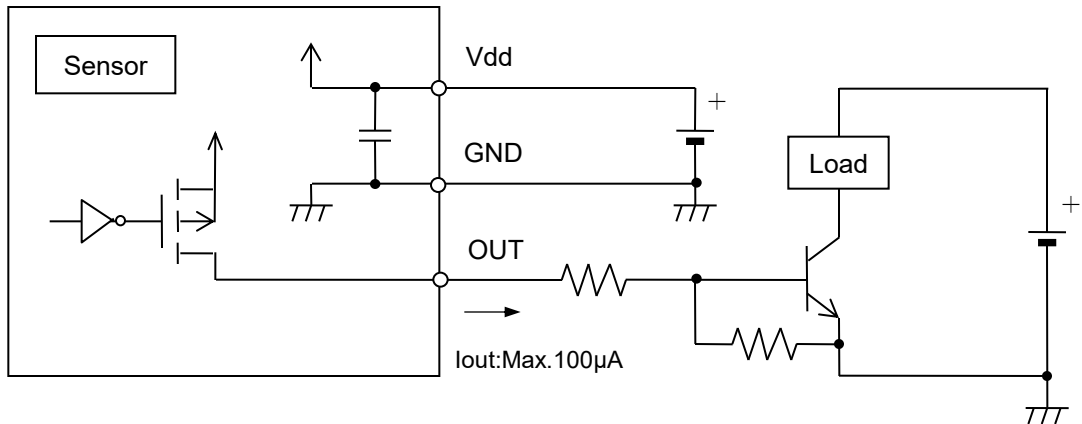 Sensor
Vdd
+
GND
Load
+
OUT
Iout:Max.100µA